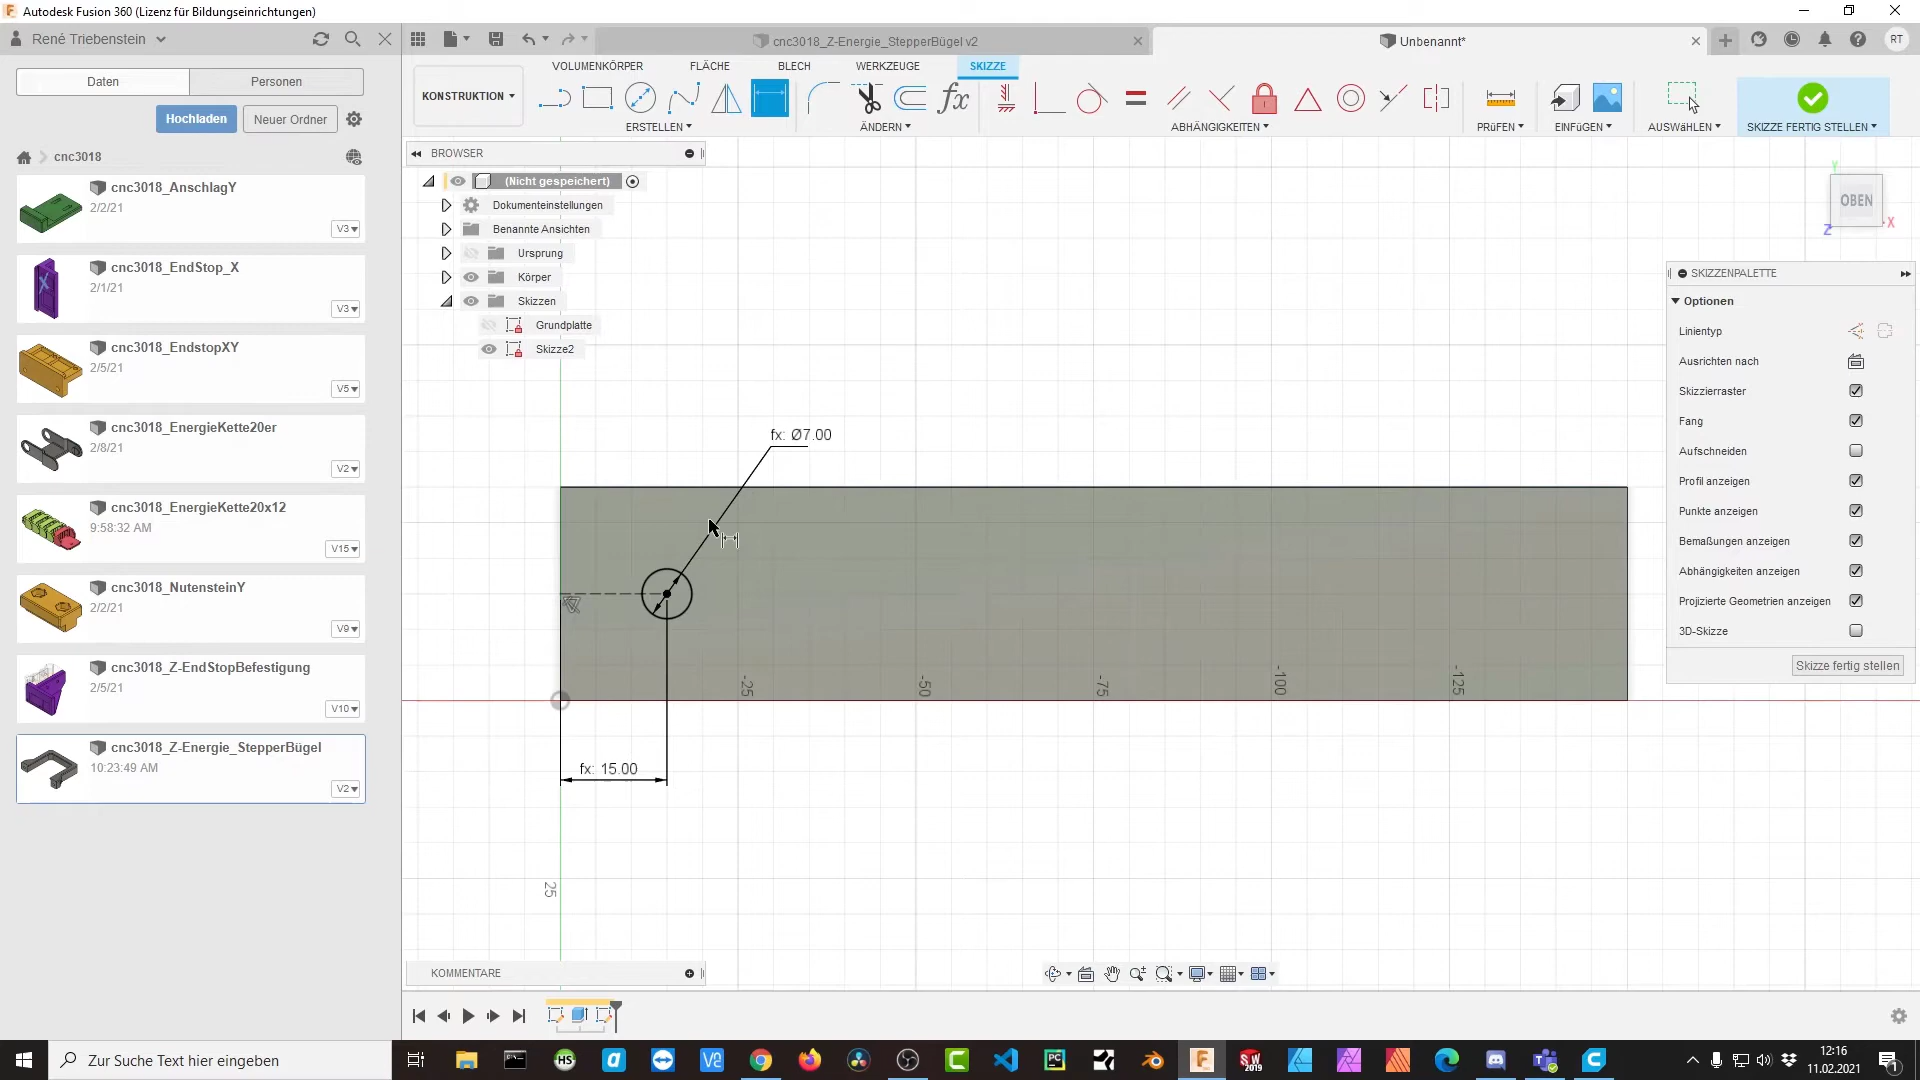 Autodesk Fusion 360 (Lizenz für Bildungseinrichtungen)
René Triebenstein
cnc3018_Z-Energie_StepperBügel v2
Unbenannt*
RT
Daten
Personen
Hochladen
Neuer Ordner
cnc3018
cnc3018_AnschlagY
2/2/21
V3
cnc3018_EndStop_X
2/1/21
V3
cnc3018_EndstopXY
2/5/21
V5
cnc3018_EnergieKette20er
2/8/21
V2
cnc3018_EnergieKette20x12
9:58:32 AM
V15
cnc3018_NutensteinY
2/2/21
V9
cnc3018_Z-EndStopBefestigung
2/5/21
V10
cnc3018_Z-Energie_StepperBügel
10:23:49 AM
V2
KONSTRUKTION
VOLUMENKÖRPER
FLÄCHE
BLECH
WERKZEUGE
SKIZZE
ERSTELLEN
ÄNDERN
ABHÄNGIGKEITEN
PRüFEN
EINFüGEN
AUSWäHLEN
SKIZZE FERTIG STELLEN
BROWSER
(Nicht gespeichert)
Dokumenteinstellungen
Benannte Ansichten
Ursprung
Körper
Skizzen
Grundplatte
Skizze2
fx: Ø7.00
-25
-50
-75
-100
-125
fx: 15.00
25
Y
OBEN
X
Z
SKIZZENPALETTE
Optionen
Linientyp
Ausrichten nach
Skizzierraster
Fang
Aufschneiden
Profil anzeigen
Punkte anzeigen
Bemaßungen anzeigen
Abhängigkeiten anzeigen
Projizierte Geometrien anzeigen
3D-Skizze
Skizze fertig stellen
KOMMENTARE
Zur Suche Text hier eingeben
12:16
11.02.2021